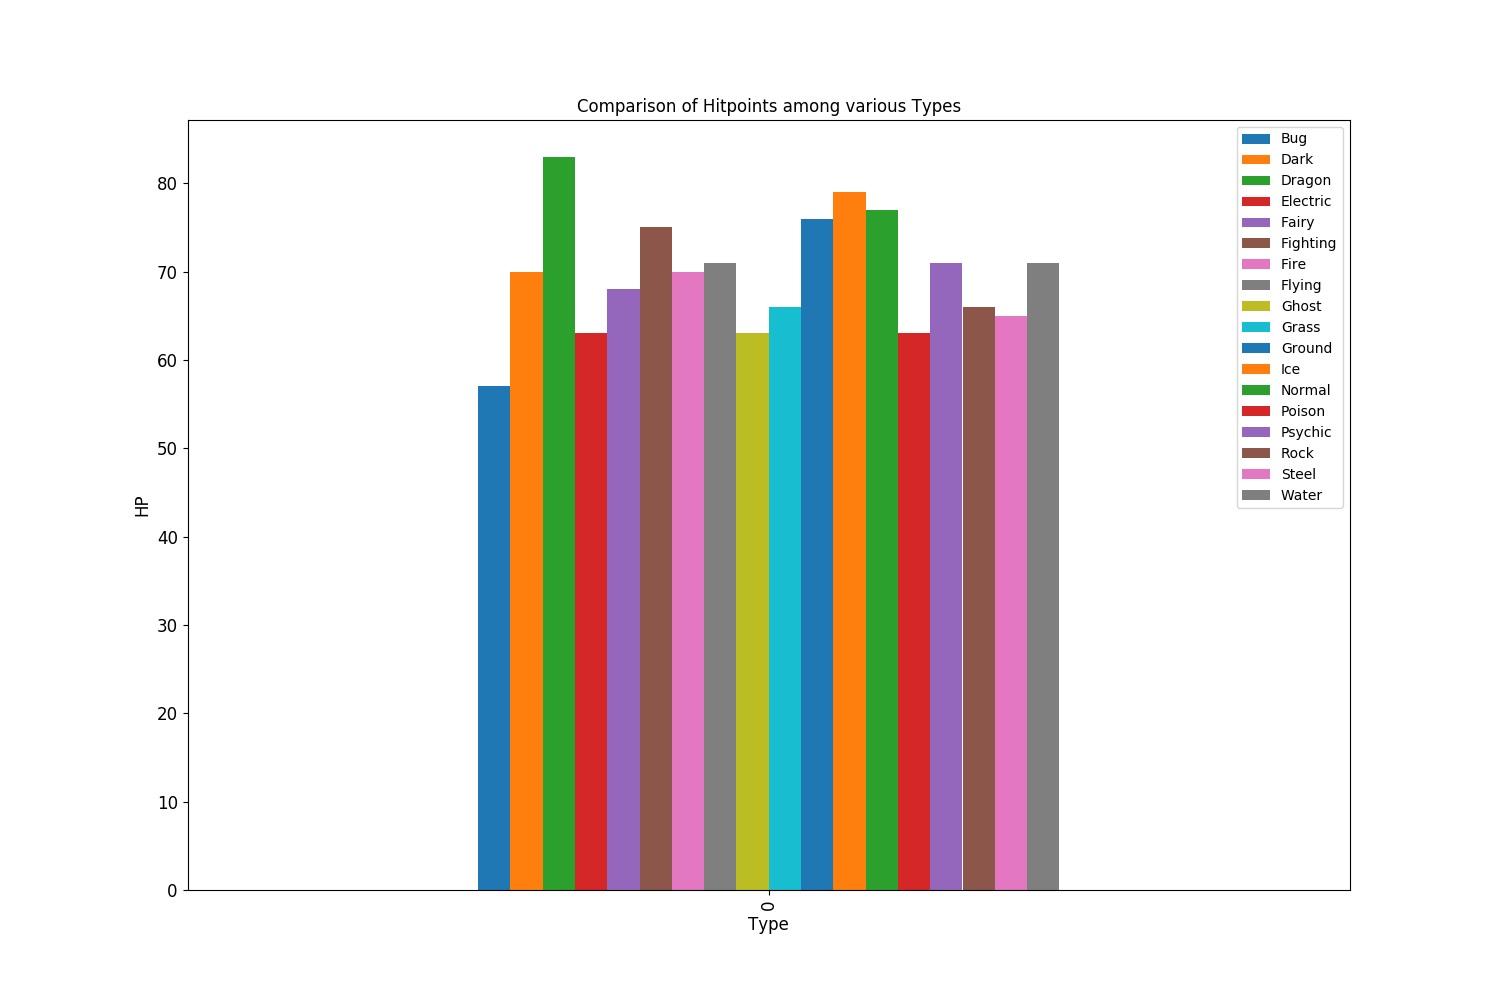 Comparison of Hitpoints among various Types
80
70
60
50
40
30
20
10
0
HP
0
Type
Bug
Dark
Dragon
Electric
Fairy
Fighting
Fire
Flying
Ghost
Grass
Ground
Ice
Normal
Poison
Psychic
Rock
Steel
Water